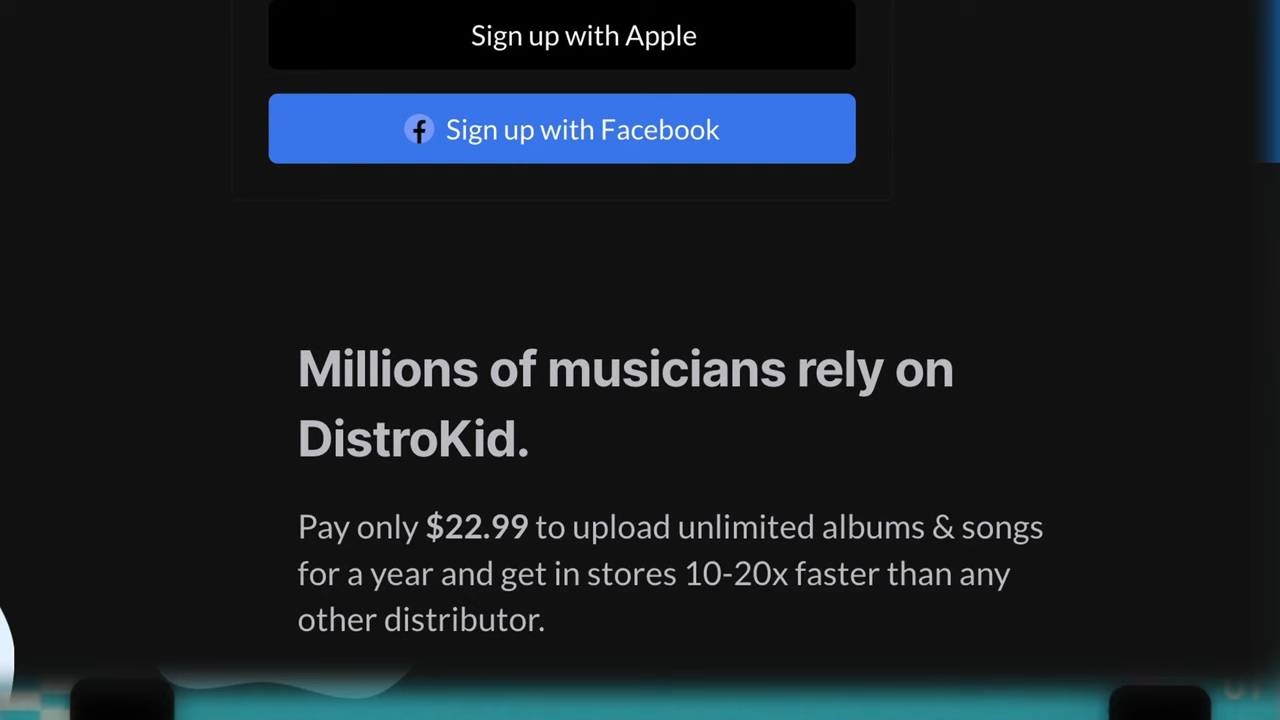 Sign up with Apple
Sign up with Facebook
Millions of musicians rely on
DistroKid.
Pay only $22.99 to upload unlimited albums & songs
for a year and get in stores 10-20x faster than any
other distributor.